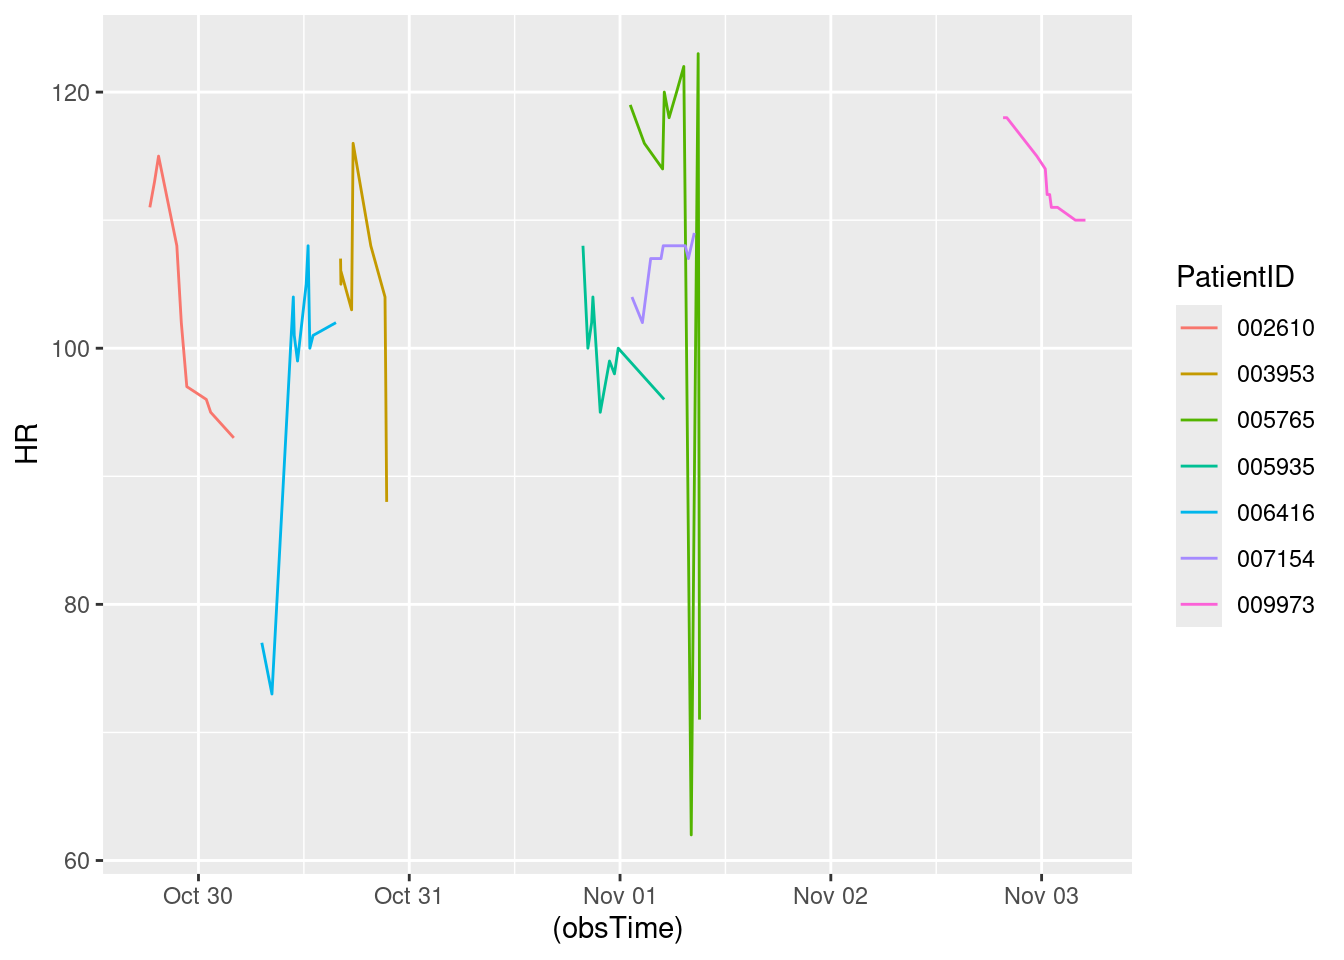 120
100
80
60
HR
Oct 30
Oct 31
Nov 01
Nov 02
Nov 03
(obsTime)
PatientID
002610
003953
005765
005935
006416
007154
009973